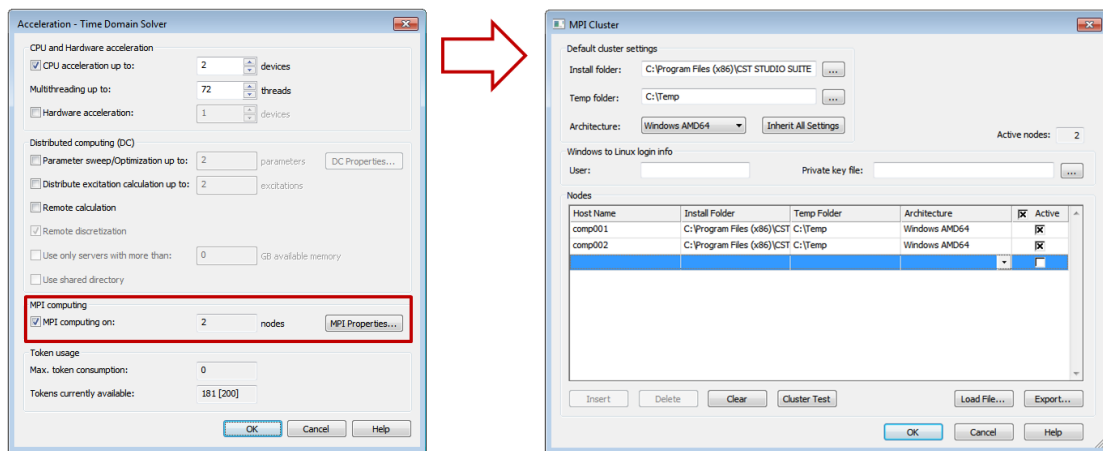 Acceleration - Time Domain Solver
CPU and Hardware acceleration
CPU acceleration up to: 2 devices
Multithreading up to: 72 threads
Hardware acceleration: 1 devices
Distributed computing (DC)
Parameter sweep/Optimization up to: 2 parameters DC Properties...
Distribute excitation calculation up to: 2 excitations
Remote calculation
Remote discretization
Use only servers with more than: 0 GB available memory
Use shared directory
MPI computing
MPI computing on: 2 nodes MPI Properties...
Token usage
Max. token consumption: 0
Tokens currently available: 181 [200]
OK Cancel Help
MPI Cluster
Default cluster settings
Install folder: C:\Program Files (x86)\CST STUDIO SUITE ...
Temp folder: C:\Temp ...
Architecture: Windows AMD64 Inherit All Settings
Active nodes: 2
Windows to Linux login info
User: Private key file: ...
Nodes
Host Name Install Folder Temp Folder Architecture Active
comp001 C:\Program Files (x86)\CST C:\Temp Windows AMD64
comp002 C:\Program Files (x86)\CST C:\Temp Windows AMD64
Insert Delete Clear Cluster Test Load File... Export...
OK Cancel Help